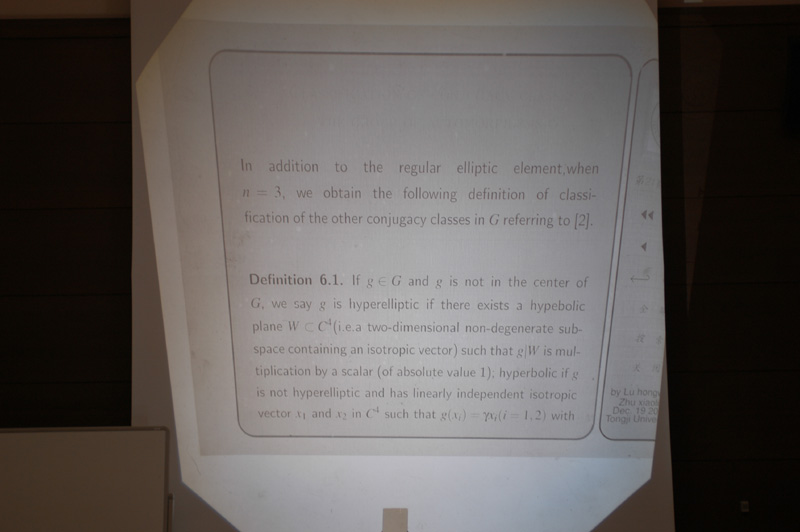 In addition to the regular elliptic element,when
n = 3, we obtain the following definition of classi-
fication of the other conjugacy classes in G referring to [2].
Definition 6.1. If g ∈ G and g is not in the center of
G, we say g is hyperelliptic if there exists a hypebolic
plane W ⊂ C⁴(i.e.a two-dimensional non-degenerate sub-
space containing an isotropic vector) such that g|W is mul-
tiplication by a scalar (of absolute value 1), hyperbolic if g
is not hyperelliptic and has linearly independent isotropic
vector x₁ and x₂ in C⁴ such that g(xᵢ) = γxᵢ(i = 1, 2) with
by Lu hong
Zhu xiao
Dec. 19 20
Tongji Unive